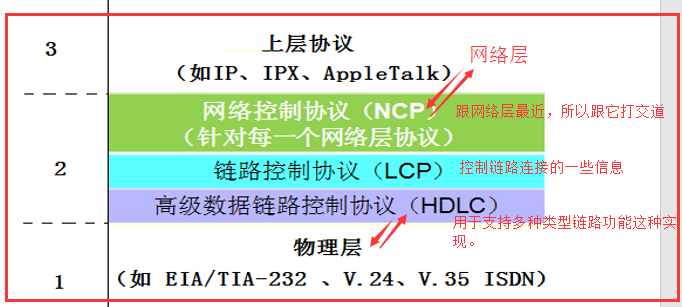 3
上层协议
(如IP、IPX、AppleTalk)
网络层
网络控制协议(NCP)
(针对每一个网络层协议)
跟网络层最近,所以跟它打交道
2
链路控制协议(LCP)
控制链路连接的一些信息
高级数据链路控制协议(HDLC)
用于支持多种类型链路功能这种实
现。
物理层
1
(如 EIA/TIA-232 、V.24、V.35 ISDN)